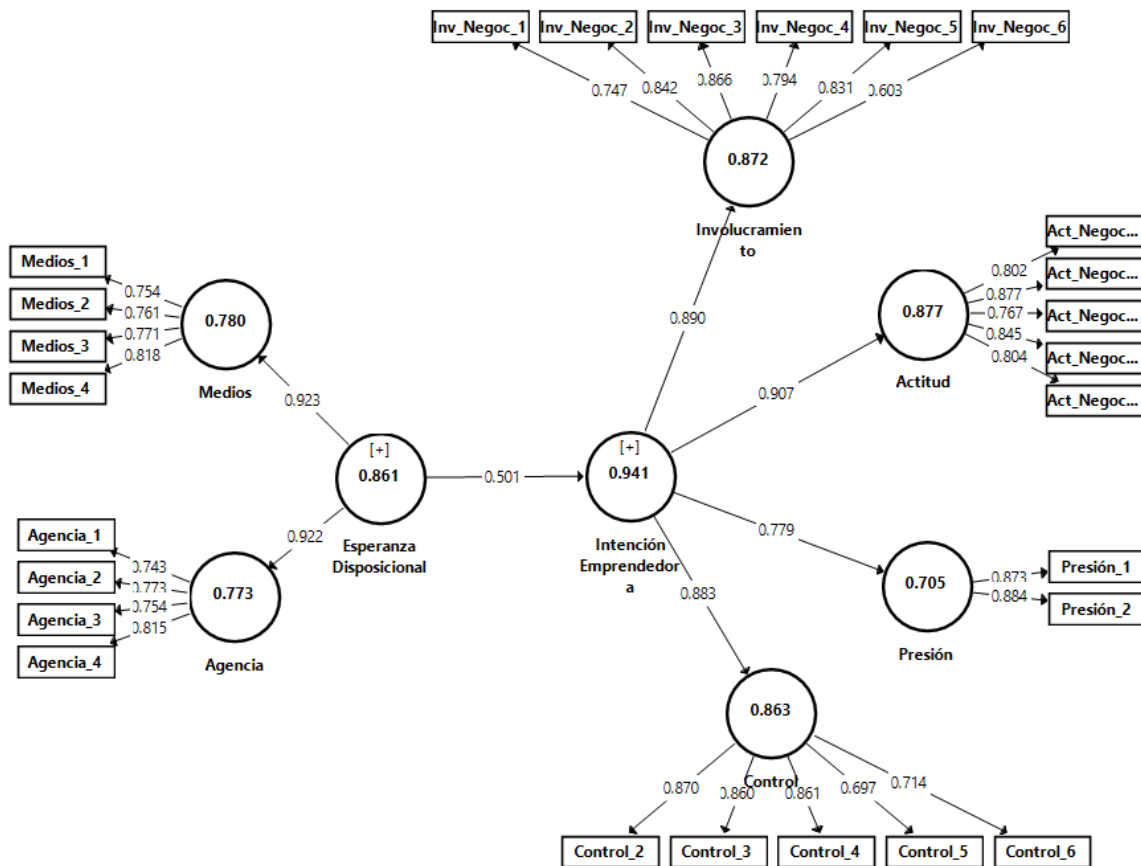 Inv_Negoc_1 Inv_Negoc_2 Inv_Negoc_3 Inv_Negoc_4 Inv_Negoc_5 Inv_Negoc_6
0.747 0.842 0.866 0.794 0.831 0.603
0.872
Involucramien
to
0.890
Medios_1
Medios_2
Medios_3
Medios_4
0.754
0.761
0.771
0.818
0.780
Medios
0.923
Act_Negoc...
Act_Negoc...
Act_Negoc...
Act_Negoc...
Act_Negoc...
0.802
0.877
0.767
0.845
0.804
0.877
Actitud
0.907
[+]
0.861
Esperanza
Disposicional
0.501
[+]
0.941
Intención
Emprendedor
a
0.922
Agencia_1
Agencia_2
Agencia_3
Agencia_4
0.743
0.773
0.754
0.815
0.773
Agencia
0.779
0.705
Presión
0.873
0.884
Presión_1
Presión_2
0.883
0.863
Control
0.870 0.860 0.861 0.697 0.714
Control_2 Control_3 Control_4 Control_5 Control_6